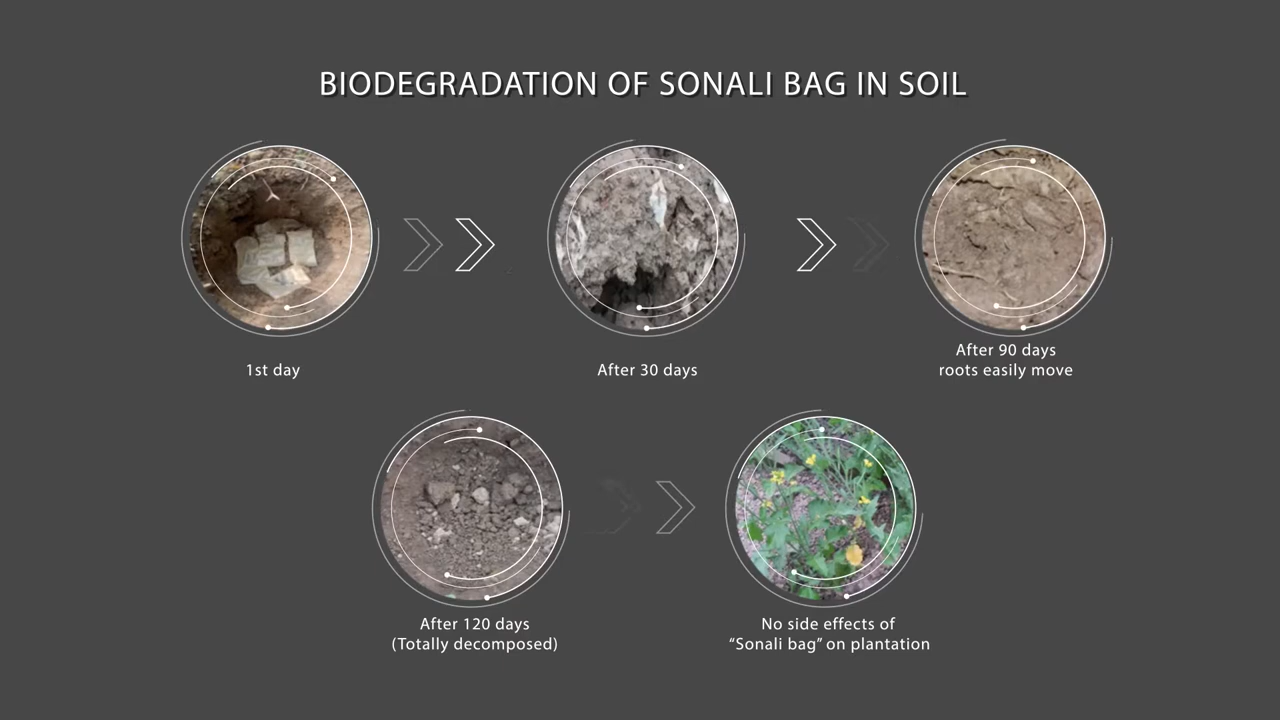 BIODEGRADATION OF SONALI BAG IN SOIL
1st day
After 30 days
After 90 days
roots easily move
After 120 days
(Totally decomposed)
No side effects of
“Sonali bag” on plantation